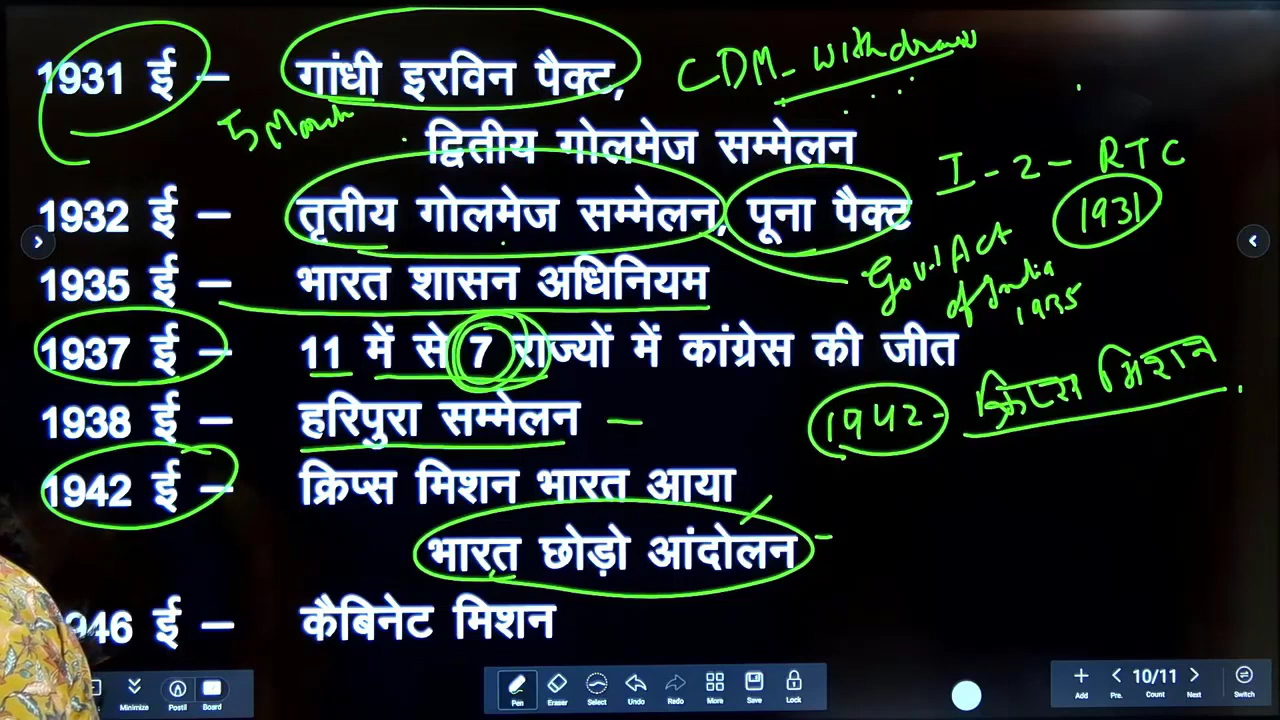 1931 ई – गांधी इरविन पैक्ट, CDM - withdraw
5 March
द्वितीय गोलमेज सम्मेलन
I - 2 - RTC
1932 ई – तृतीय गोलमेज सम्मेलन, पूना पैक्ट
1931
Govt Act
of India
1935
1935 ई – भारत शासन अधिनियम
1937 ई – 11 में से 7 राज्यों में कांग्रेस की जीत
1938 ई – हरिपुरा सम्मेलन –
1942 - क्रिप्स मिशन
1942 ई – क्रिप्स मिशन भारत आया
भारत छोड़ो आंदोलन -
946 ई – कैबिनेट मिशन
Minimize Postil Board
Pen Eraser Select Undo Redo More Save Lock
Add Pre. 10/11 Count Next Switch